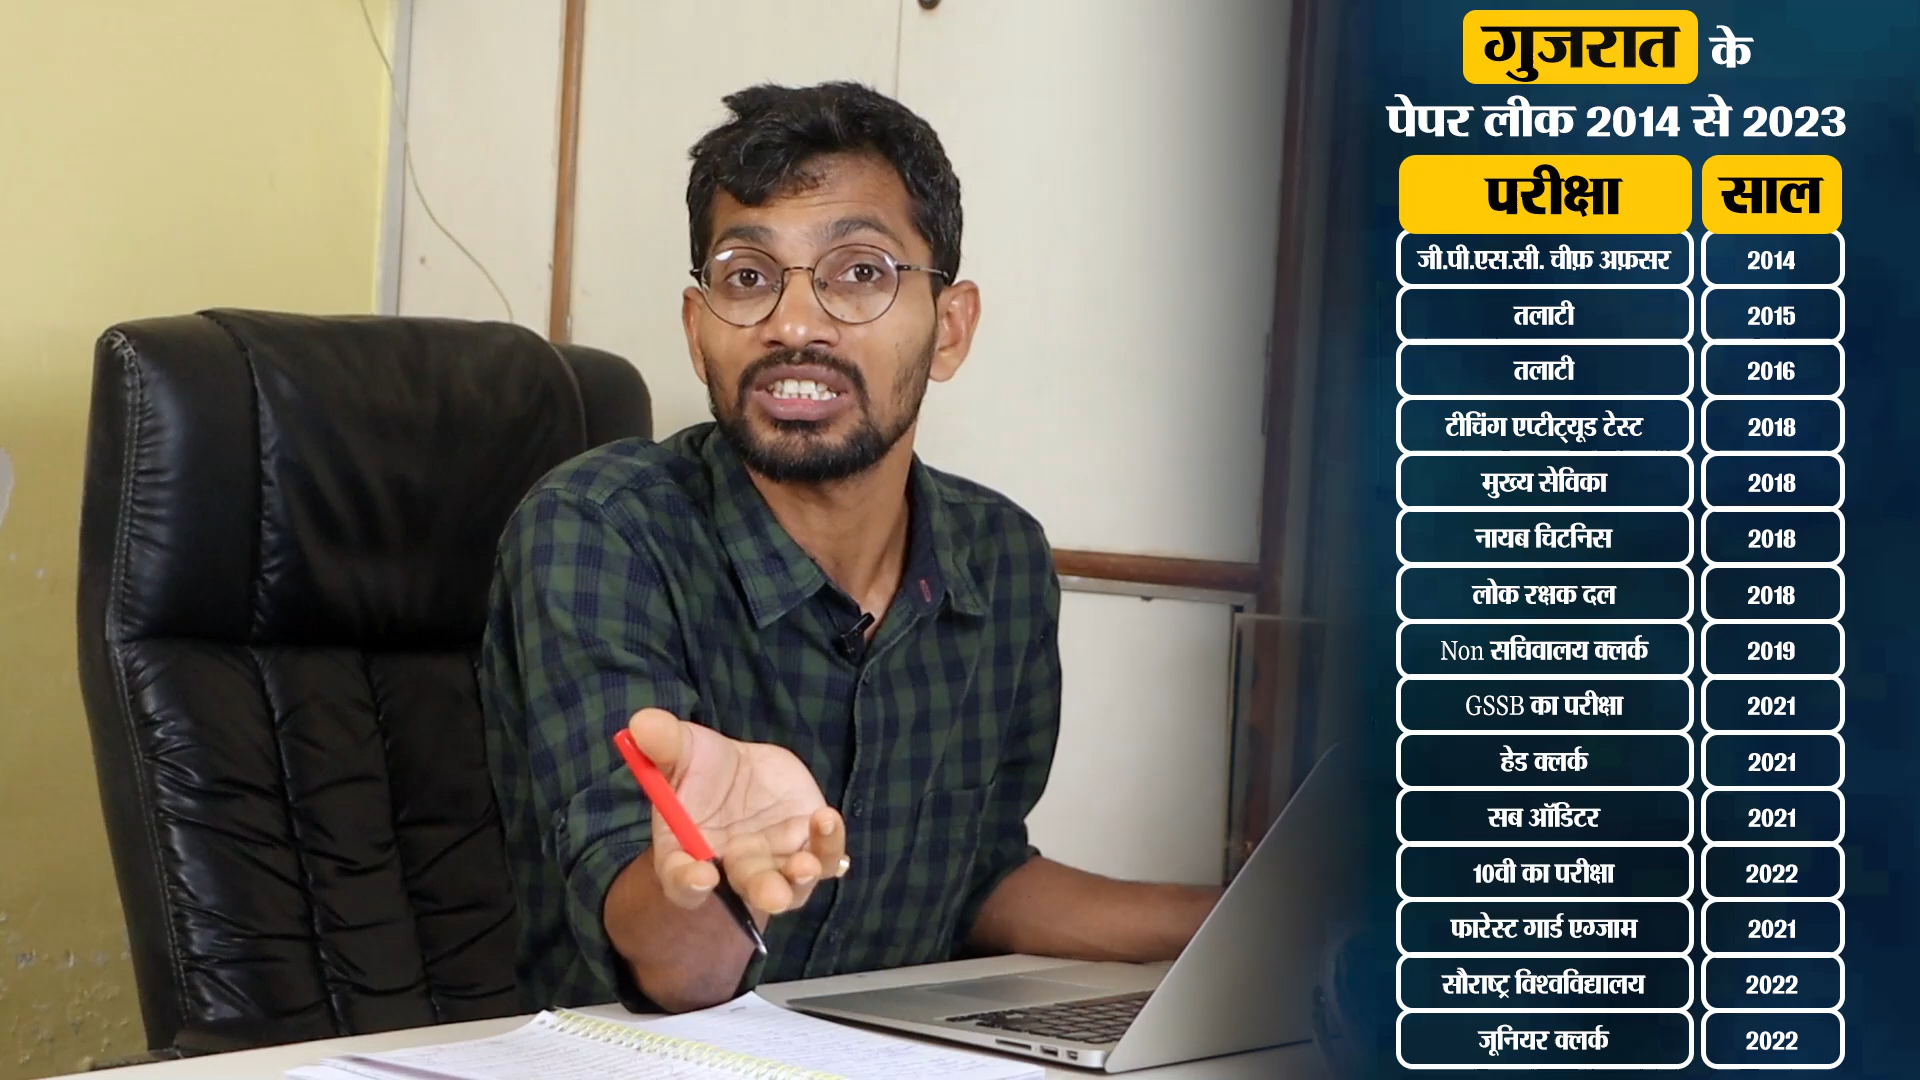 गुजरात के
पेपर लीक 2014 से 2023
परीक्षा साल
जी.पी.एस.सी. चीफ़ अफ़सर 2014
तलाटी 2015
तलाटी 2016
टीचिंग एप्टीट्यूड टेस्ट 2018
मुख्य सेविका 2018
नायब चिटनिस 2018
लोक रक्षक दल 2018
Non सचिवालय क्लर्क 2019
GSSB का परीक्षा 2021
हेड क्लर्क 2021
सब ऑडिटर 2021
10वी का परीक्षा 2022
फारेस्ट गार्ड एग्जाम 2021
सौराष्ट्र विश्वविद्यालय 2022
जूनियर क्लर्क 2022